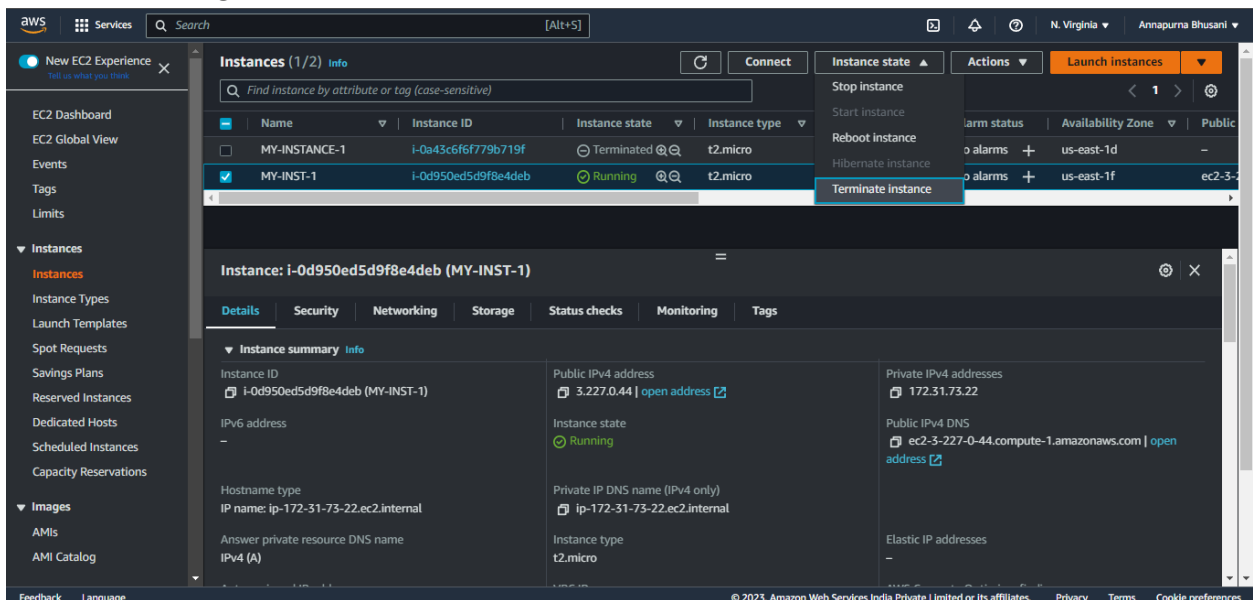 aws Services Search [Alt+S] N. Virginia Annapurna Bhusani
New EC2 Experience
Tell us what you think
EC2 Dashboard
EC2 Global View
Events
Tags
Limits
Instances
Instances
Instance Types
Launch Templates
Spot Requests
Savings Plans
Reserved Instances
Dedicated Hosts
Scheduled Instances
Capacity Reservations
Images
AMIs
AMI Catalog
Instances (1/2) Info Connect Instance state Actions Launch instances
Find instance by attribute or tag (case-sensitive) 1
Stop instance
Start instance
Reboot instance
Hibernate instance
Terminate instance
Name Instance ID Instance state Instance type larm status Availability Zone Public
MY-INSTANCE-1 i-0a43c6f6f779b719f Terminated t2.micro o alarms + us-east-1d –
MY-INST-1 i-0d950ed5d9f8e4deb Running t2.micro o alarms + us-east-1f ec2-3-2
Instance: i-0d950ed5d9f8e4deb (MY-INST-1)
Details Security Networking Storage Status checks Monitoring Tags
Instance summary Info
Instance ID Public IPv4 address Private IPv4 addresses
i-0d950ed5d9f8e4deb (MY-INST-1) 3.227.0.44 | open address 172.31.73.22
IPv6 address Instance state Public IPv4 DNS
– Running ec2-3-227-0-44.compute-1.amazonaws.com | open
address
Hostname type Private IP DNS name (IPv4 only)
IP name: ip-172-31-73-22.ec2.internal ip-172-31-73-22.ec2.internal
Answer private resource DNS name Instance type Elastic IP addresses
IPv4 (A) t2.micro –
Feedback Language © 2023, Amazon Web Services India Private Limited or its affiliates. Privacy Terms Cookie preferences